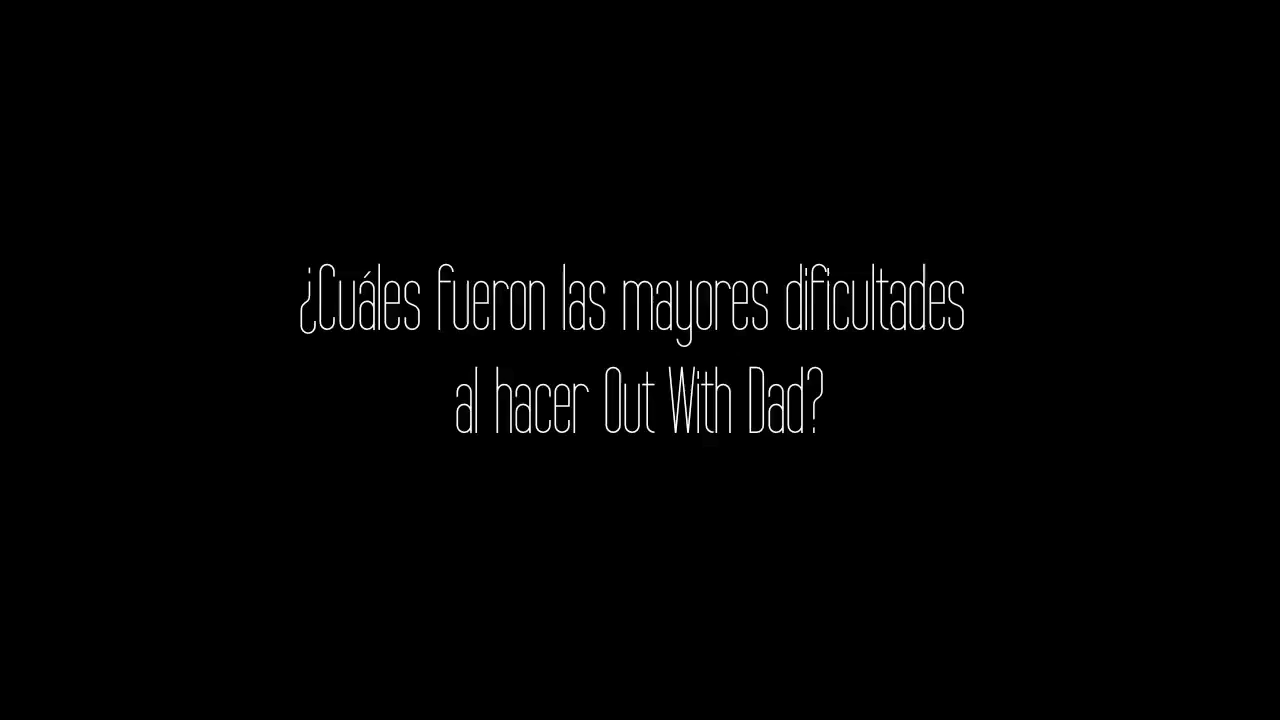 ¿Cuáles fueron las mayores dificultades
al hacer Out With Dad?